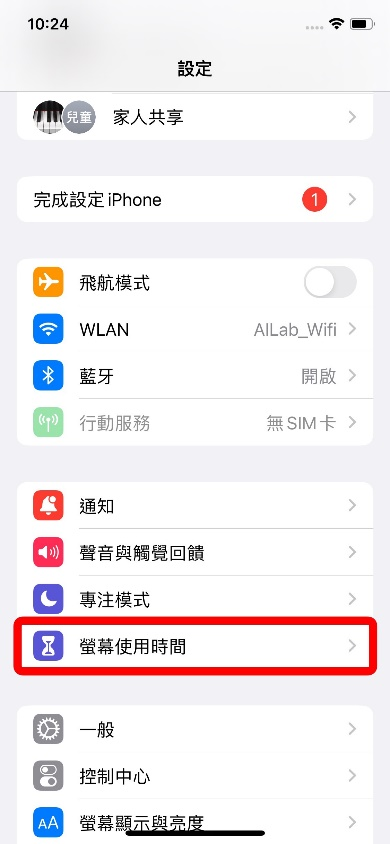 10:24
設定
兒童 家人共享
完成設定 iPhone 1
飛航模式
WLAN AILab_Wifi
藍牙 開啟
行動服務 無 SIM 卡
通知
聲音與觸覺回饋
專注模式
螢幕使用時間
一般
控制中心
AA 螢幕顯示與亮度